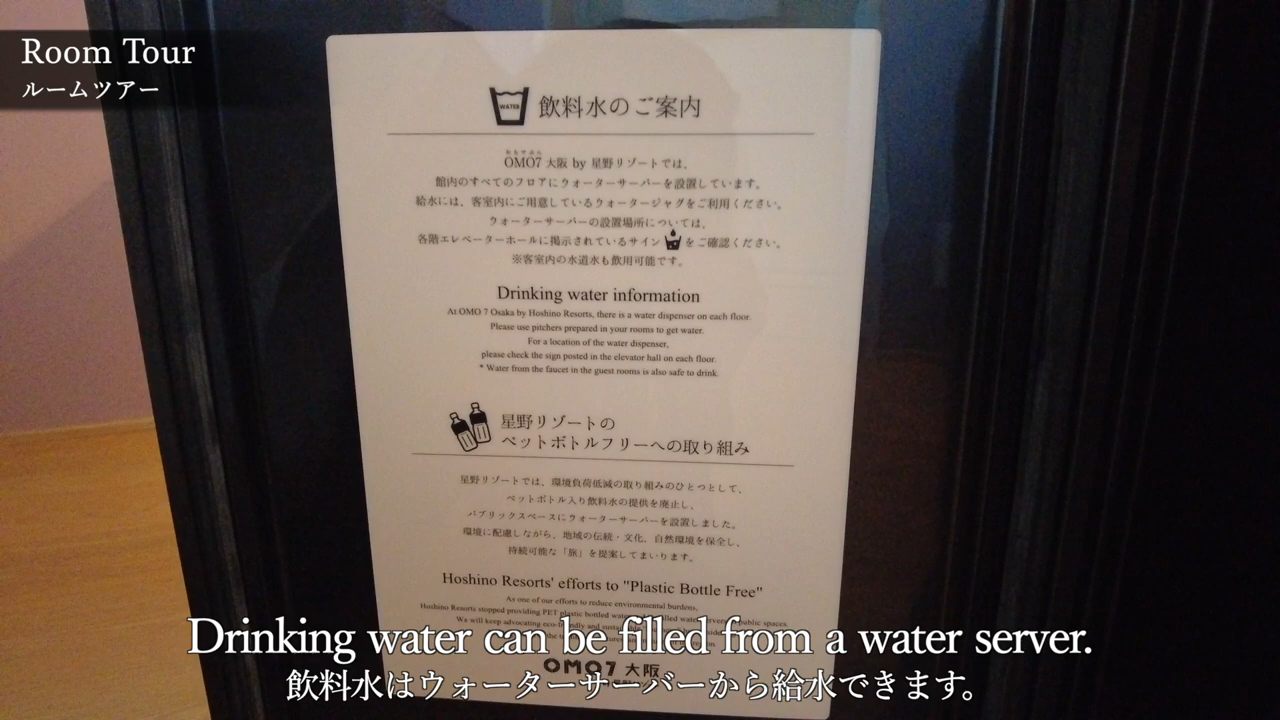 Room Tour
ルームツアー
WATER
飲料水のご案内
OMO7 大阪 by 星野リゾートでは、
館内のすべてのフロアにウォーターサーバーを設置しています。
給水には、客室内にご用意しているウォータージャグをご利用ください。
ウォーターサーバーの設置場所については、
各階エレベーターホールに掲示されているサイン をご確認ください。
※客室内の水道水も飲用可能です。
Drinking water information
At OMO 7 Osaka by Hoshino Resorts, there is a water dispenser on each floor.
Please use pitchers prepared in your rooms to get water.
For a location of the water dispenser,
please check the sign posted in the elevator hall on each floor.
* Water from the faucet in the guest rooms is also safe to drink.
星野リゾートの
ペットボトルフリーへの取り組み
星野リゾートでは、環境負荷低減の取り組みのひとつとして、
ペットボトル入り飲料水の提供を廃止し、
パブリックスペースにウォーターサーバーを設置しました。
環境に配慮しながら、地域の伝統・文化、自然環境を保全し、
持続可能な「旅」を提案してまいります。
Hoshino Resorts' efforts to "Plastic Bottle Free"
As one of our efforts to reduce environmental burdens,
Hoshino Resorts stopped providing PET plastic bottled public spaces.
We will keep advocating
OMO7 大阪
Drinking water can be filled from a water server.
飲料水はウォーターサーバーから給水できます。